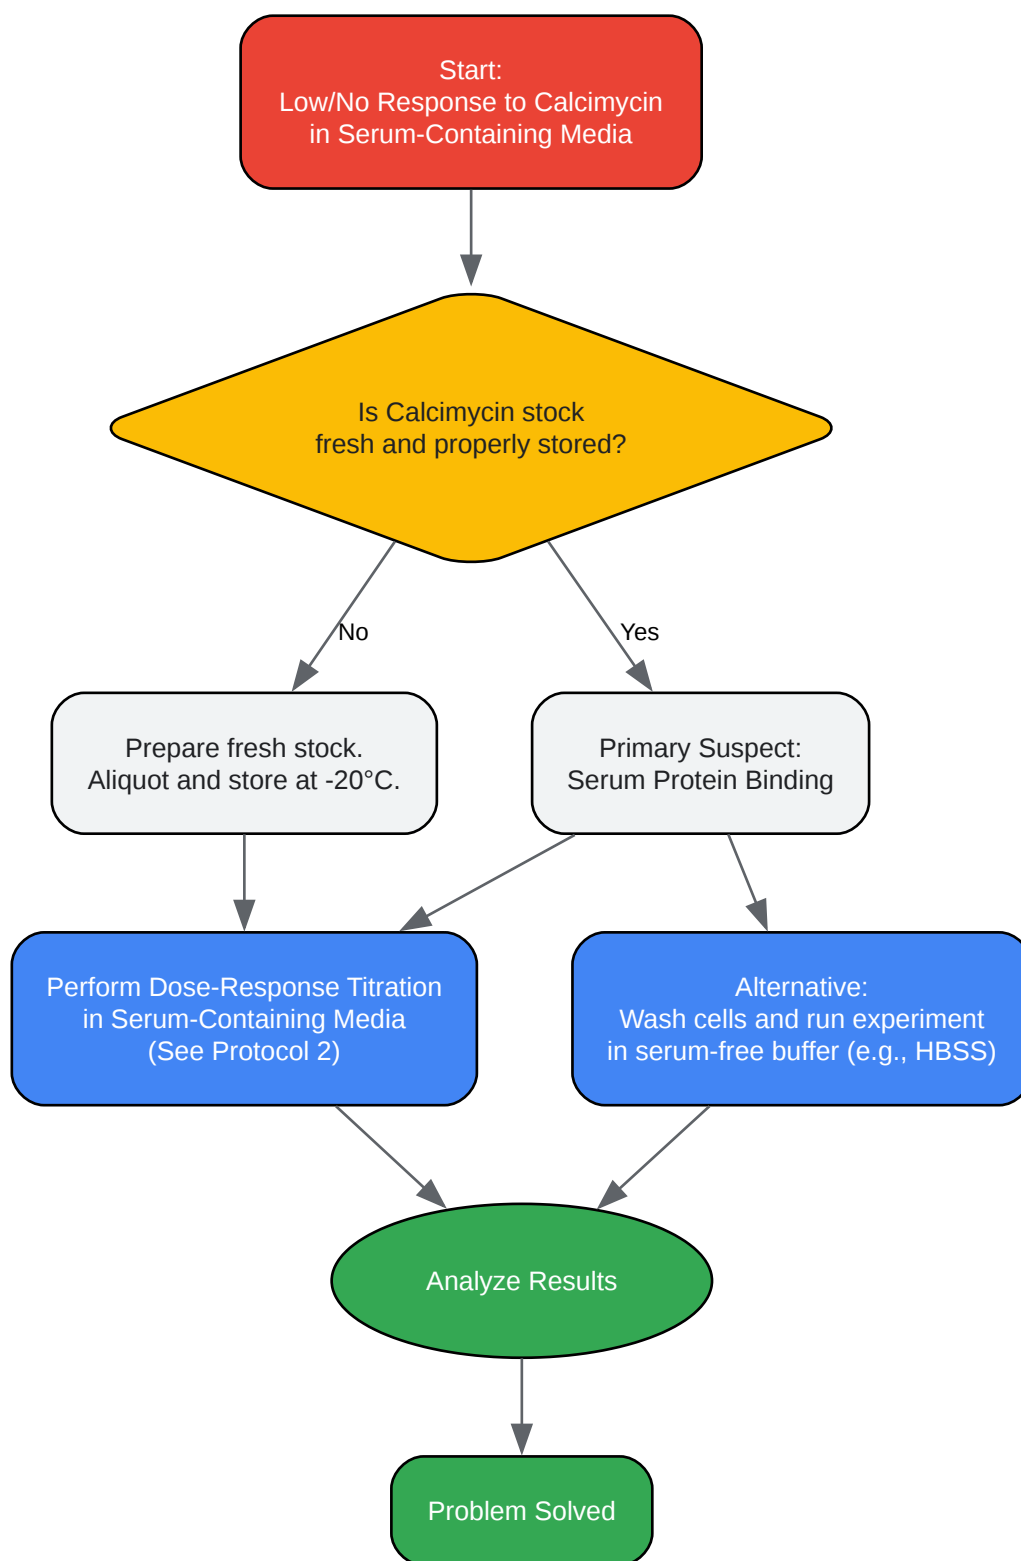 Start:
Low/No Response to Calcimycin
in Serum-Containing Media
Is Calcimycin stock
fresh and properly stored?
No
Yes
Prepare fresh stock.
Aliquot and store at -20°C.
Primary Suspect:
Serum Protein Binding
Perform Dose-Response Titration
in Serum-Containing Media
(See Protocol 2)
Alternative:
Wash cells and run experiment
in serum-free buffer (e.g., HBSS)
Analyze Results
Problem Solved